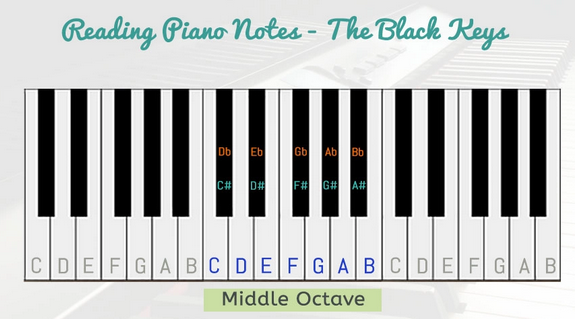 Reading Piano Notes - The Black Keys
Db Eb Gb Ab Bb
C# D# F# G# A#
C D E F G A B C D E F G A B C D E F G A B
Middle Octave